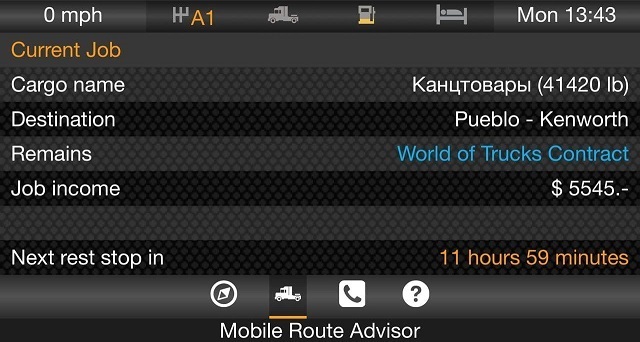 0 mph A1 Mon 13:43
Current Job
Cargo name Канцтовары (41420 lb)
Destination Pueblo - Kenworth
Remains World of Trucks Contract
Job income $ 5545.-
Next rest stop in 11 hours 59 minutes
?
Mobile Route Advisor